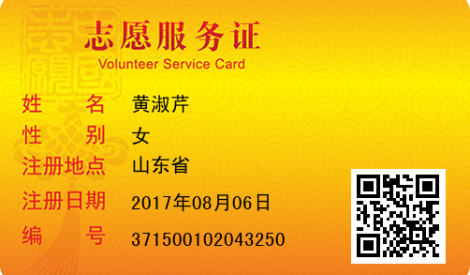 志愿服务证
Volunteer Service Card
姓 名 黄淑芹
性 别 女
注册地点 山东省
注册日期 2017年08月06日
编 号 371500102043250